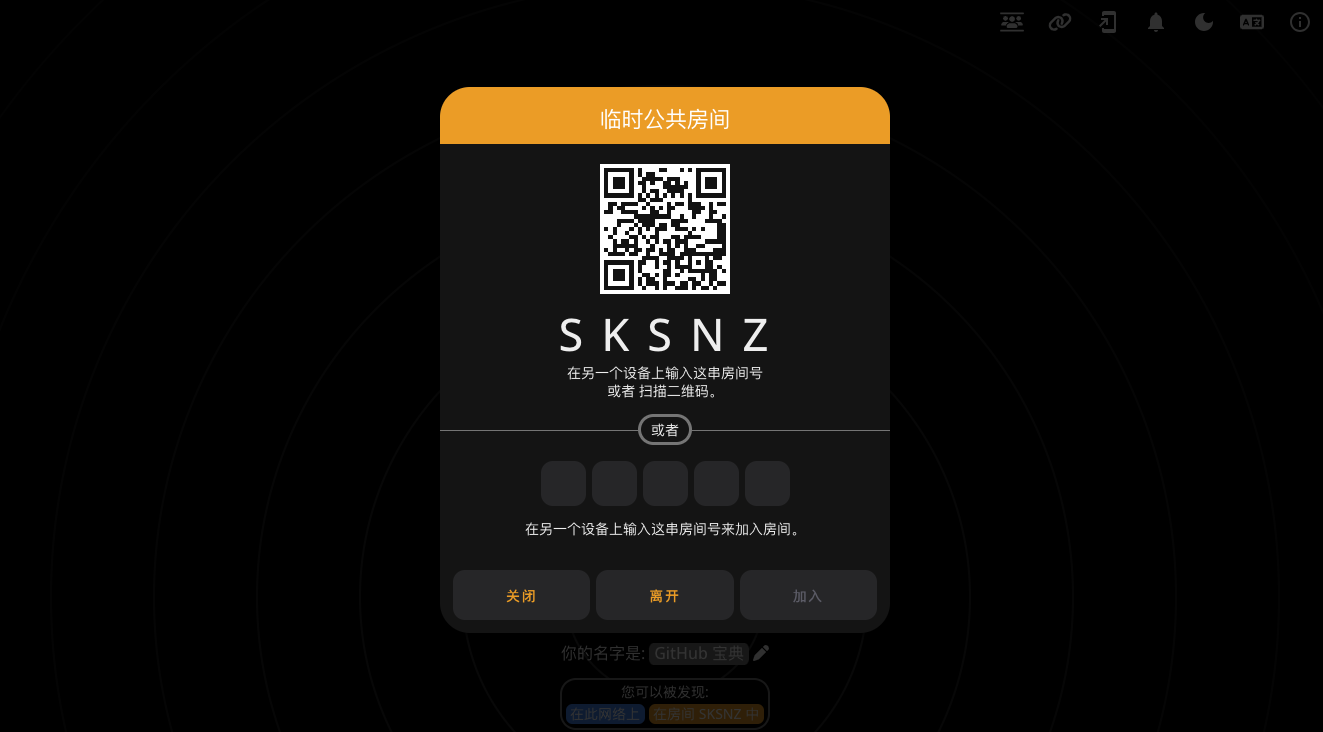 临时公共房间
SKSNZ
在另一个设备上输入这串房间号
或者 扫描二维码。
或者
在另一个设备上输入这串房间号来加入房间。
关闭 离开 加入
你的名字是: GitHub 宝典
您可以被发现:
在此网络上 在房间 SKSNZ 中